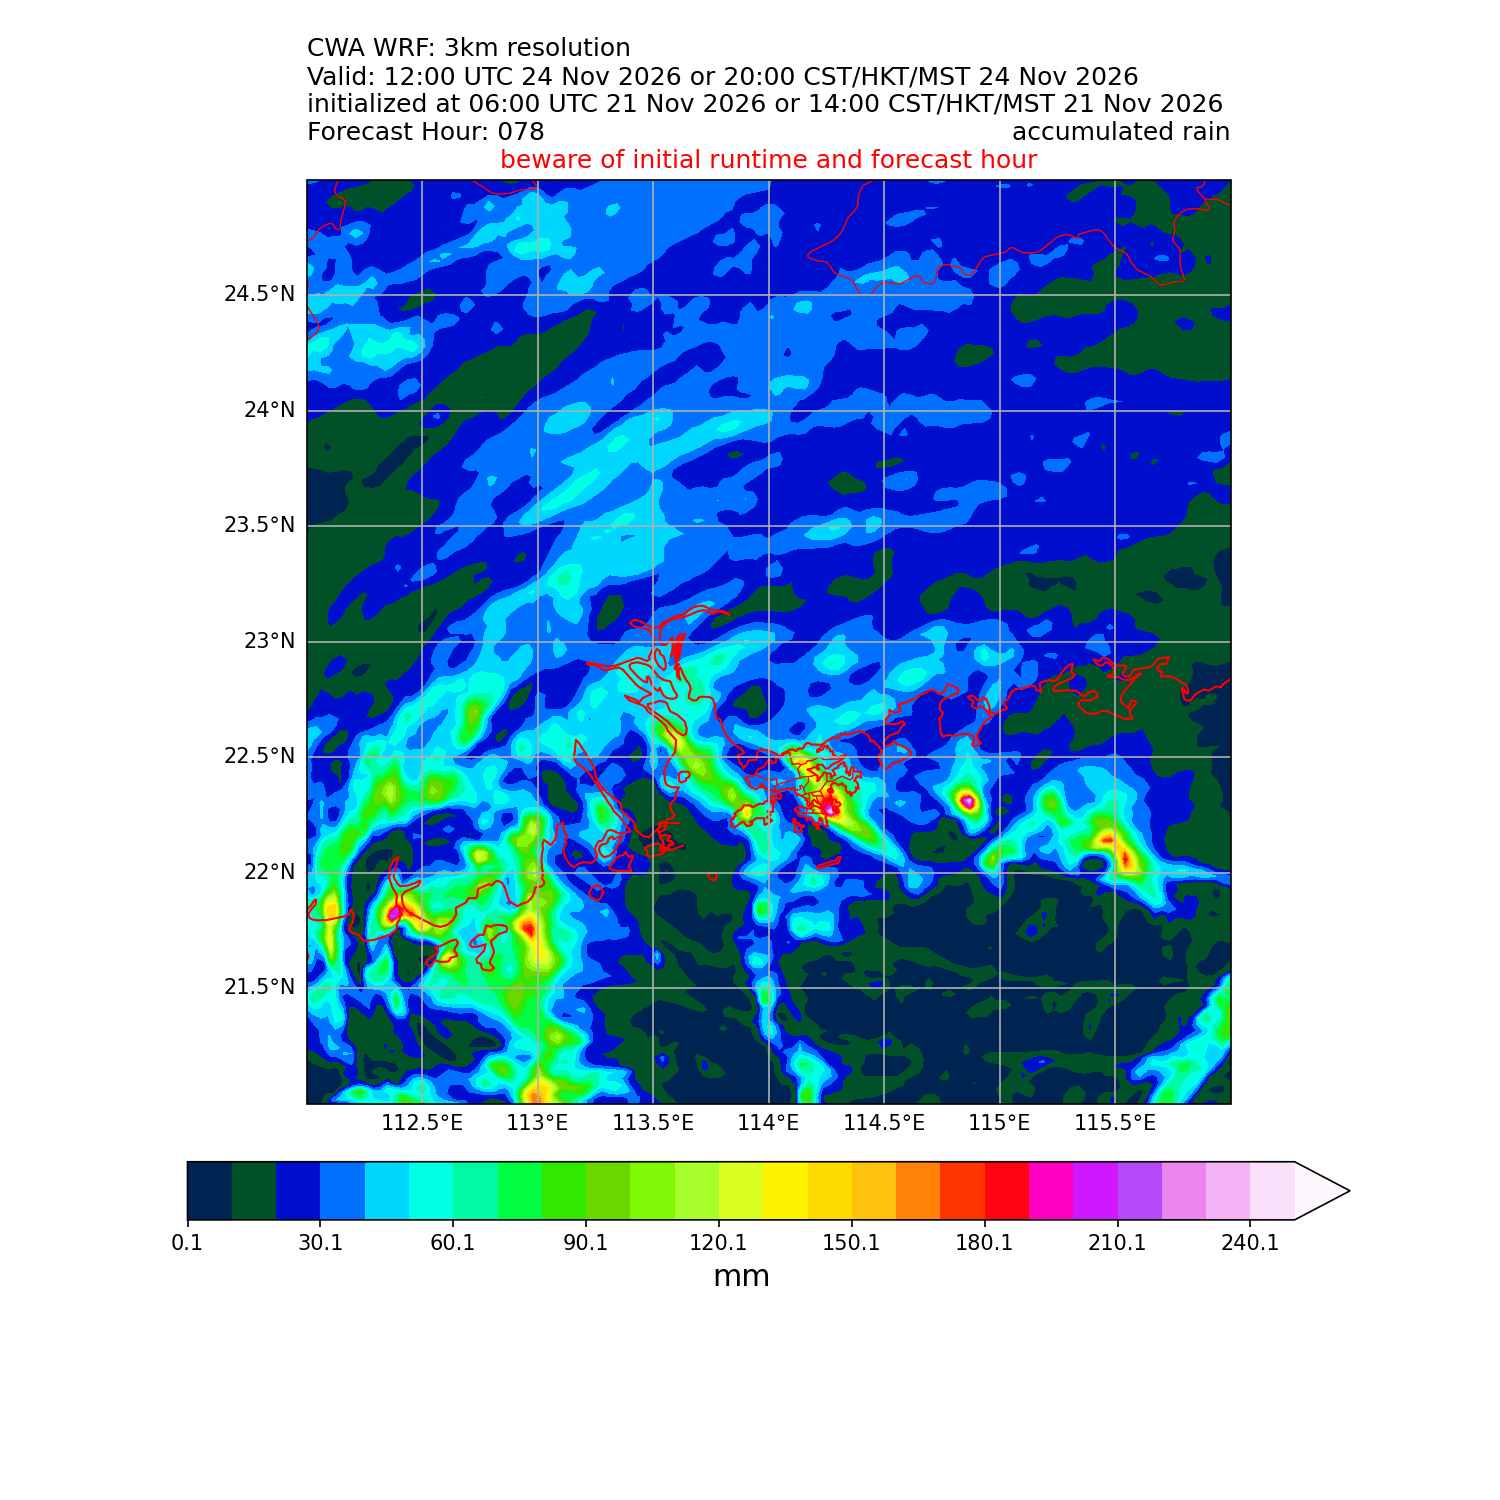 CWA WRF: 3km resolution
Valid: 12:00 UTC 24 Nov 2026 or 20:00 CST/HKT/MST 24 Nov 2026
initialized at 06:00 UTC 21 Nov 2026 or 14:00 CST/HKT/MST 21 Nov 2026
Forecast Hour: 078 accumulated rain
beware of initial runtime and forecast hour
24.5°N
24°N
23.5°N
23°N
22.5°N
22°N
21.5°N
112.5°E 113°E 113.5°E 114°E 114.5°E 115°E 115.5°E
0.1 30.1 60.1 90.1 120.1 150.1 180.1 210.1 240.1
mm